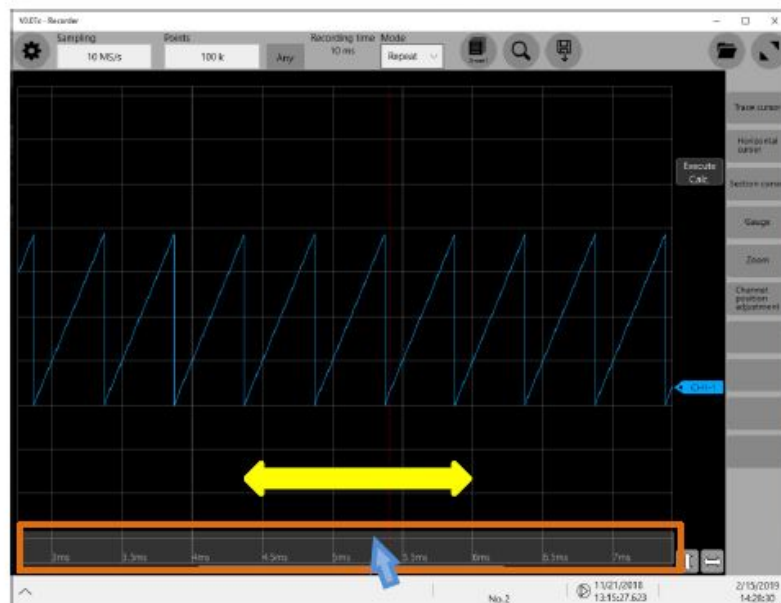 V3.07x - Recorder
Sampling
Points
Recording time
Mode
10 MS/s
100 k
Any
10 ms
Repeat
Trace cursor
Horizontal
cursor
Execute
Calc.
Section cursor
Gauge
Zoom
Channel
position
adjustment
CH1-1
3ms
3.5ms
4ms
4.5ms
5ms
5.5ms
6ms
6.5ms
7ms
No.2
11/21/2018
13:15:27.623
2/15/2019
14:28:30